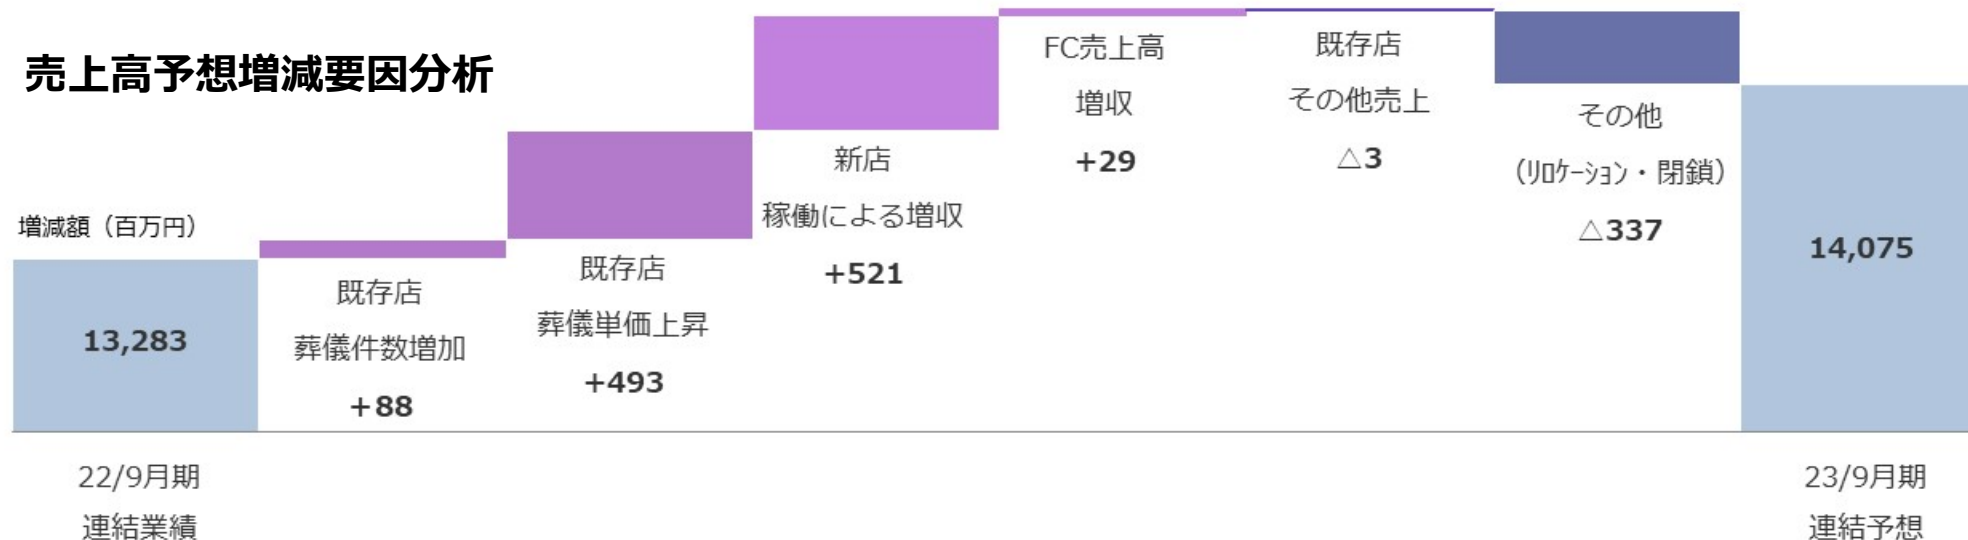 売上高予想増減要因分析
増減額（百万円）
13,283
既存店
葬儀件数増加
+88
既存店
葬儀単価上昇
+493
新店
稼働による増収
+521
FC売上高
増収
+29
既存店
その他売上
△3
その他
（ﾘﾛｹｰｼｮﾝ・閉鎖）
△337
14,075
22/9月期
連結業績
23/9月期
連結予想